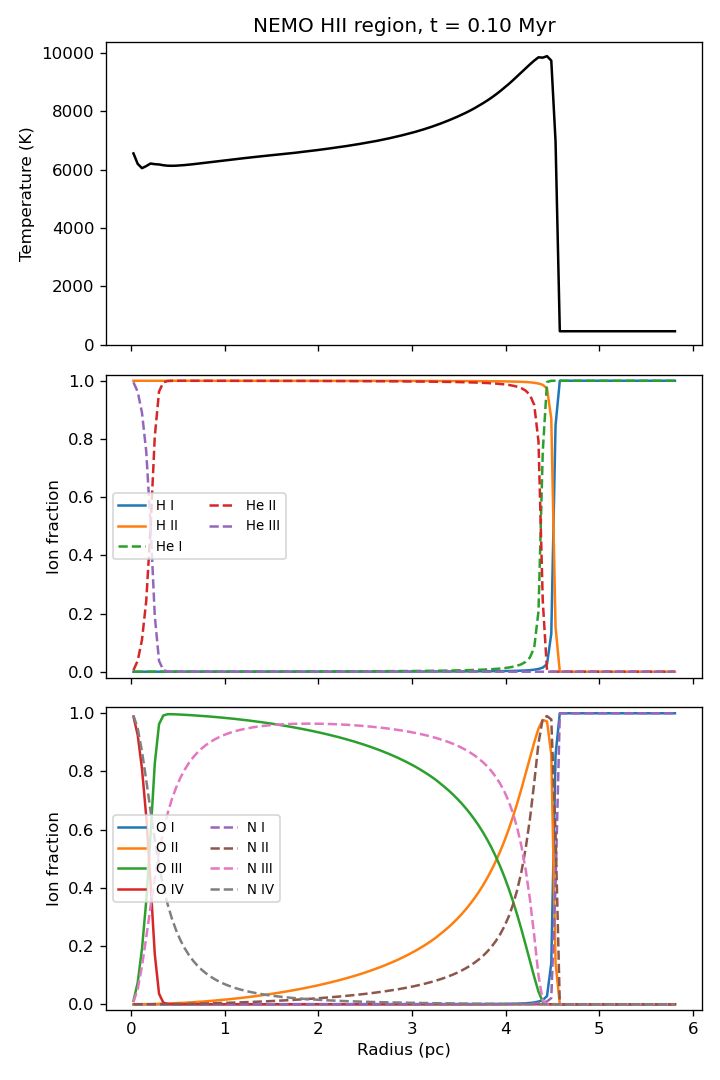 NEMO HII region, t = 0.10 Myr
10000
8000
6000
4000
2000
0
Temperature (K)
1.0
0.8
0.6
0.4
0.2
0.0
Ion fraction
H I
H II
He I
He II
He III
1.0
0.8
0.6
0.4
0.2
0.0
Ion fraction
O I
O II
O III
O IV
N I
N II
N III
N IV
0 1 2 3 4 5 6
Radius (pc)